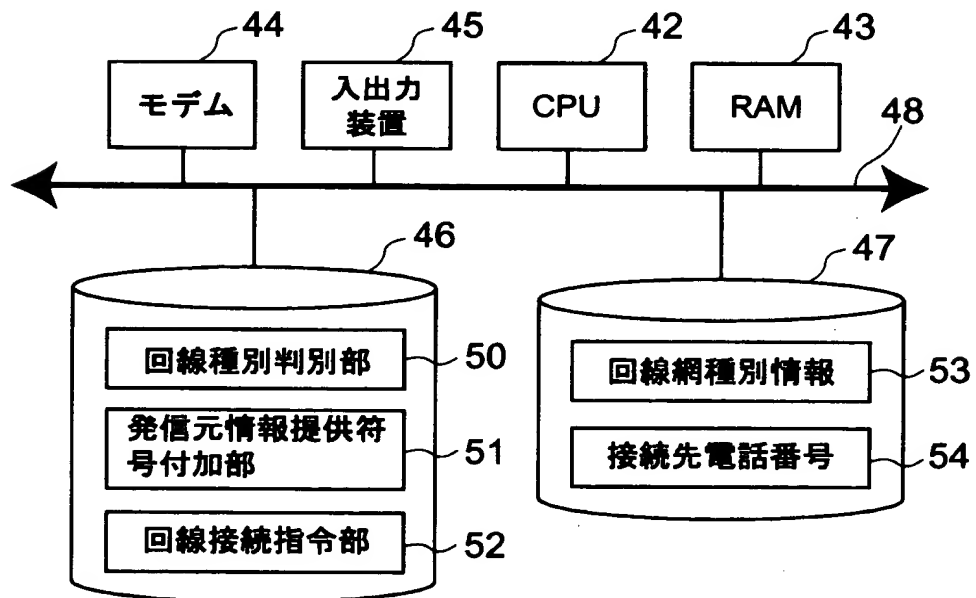 44
45
42
43
モデム
入出力
装置
CPU
RAM
48
46
47
回線種別判別部
50
回線網種別情報
53
発信元情報提供符
号付加部
51
接続先電話番号
54
回線接続指令部
52